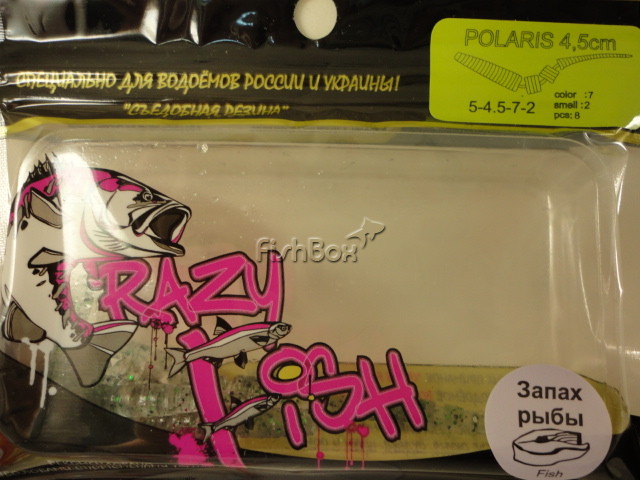 POLARIS 4,5cm
5-4.5-7-2
color :7
smell :2
pcs: 8
СПЕЦИАЛЬНО ДЛЯ ВОДОЁМОВ РОССИИ И УКРАИНЫ!
"СЪЕДОБНАЯ РЕЗИНА"
FishBox
CRAZY
FISH
Запах
рыбы
Fish